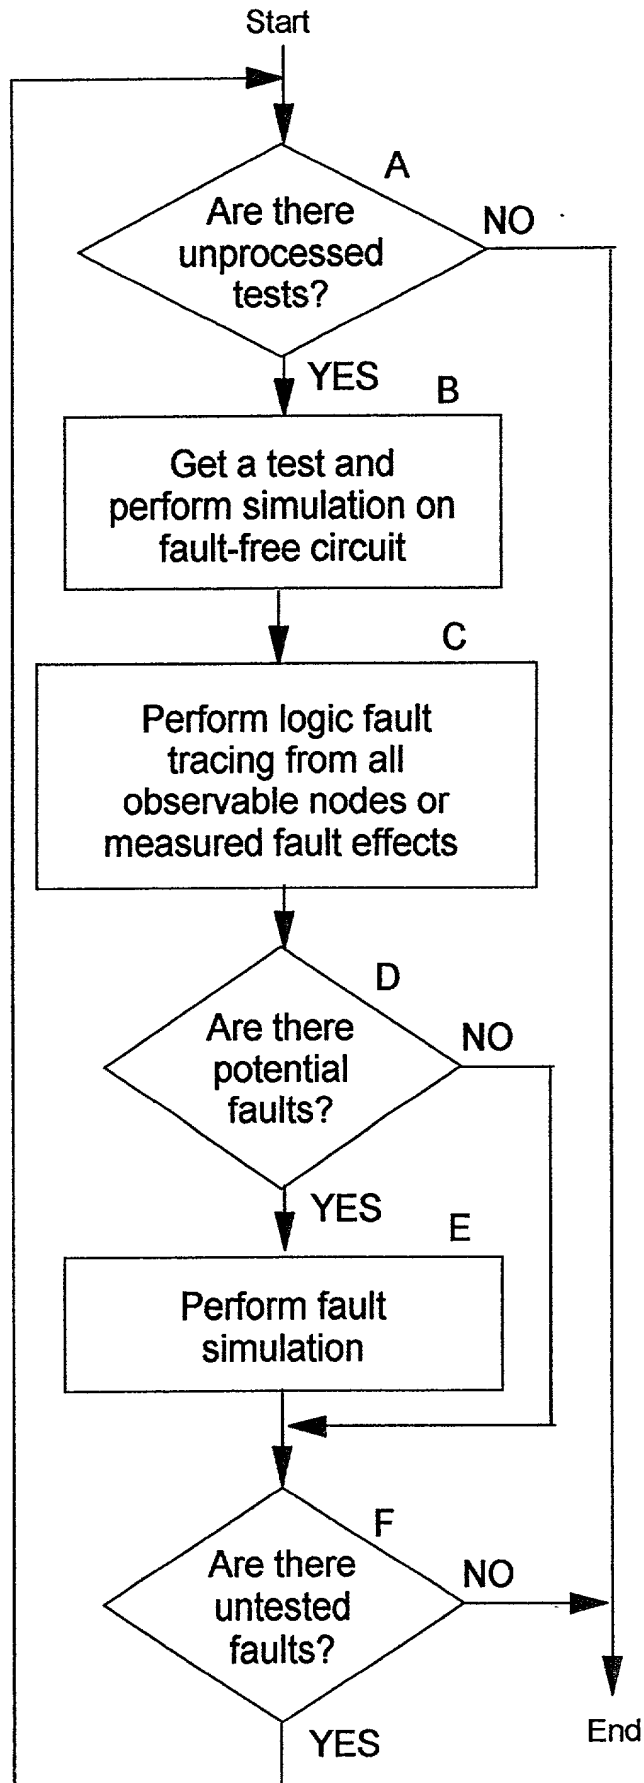 Start
A
Are there
unprocessed
tests?
NO
YES
B
Get a test and
perform simulation on
fault-free circuit
C
Perform logic fault
tracing from all
observable nodes or
measured fault effects
D
Are there
potential
faults?
NO
YES
E
Perform fault
simulation
F
Are there
untested
faults?
NO
YES
End